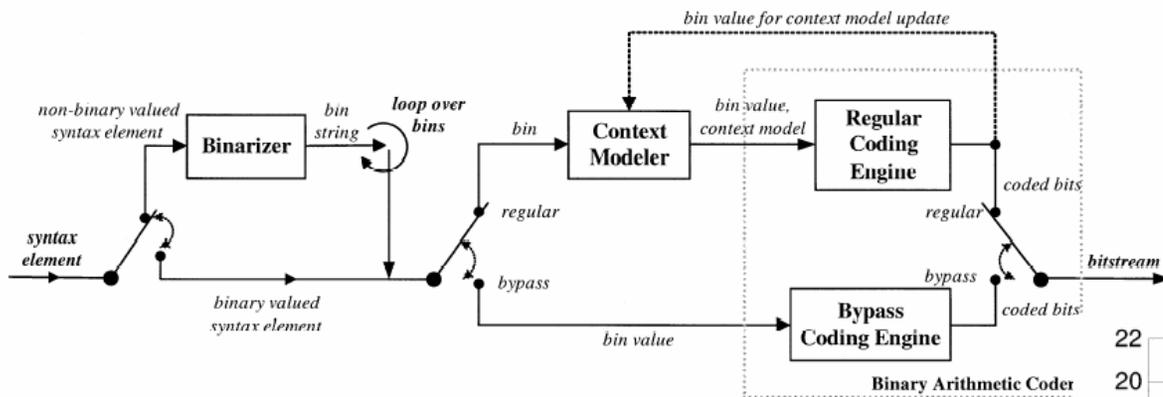 bin value for context model update
non-binary valued
syntax element
Binarizer
bin
string
loop over
bins
bin
Context
Modeler
bin value,
context model
Regular
Coding
Engine
coded bits
regular
regular
syntax
element
binary valued
syntax element
bypass
bin value
Bypass
Coding Engine
bypass
coded bits
bitstream
Binary Arithmetic Coder
22
20